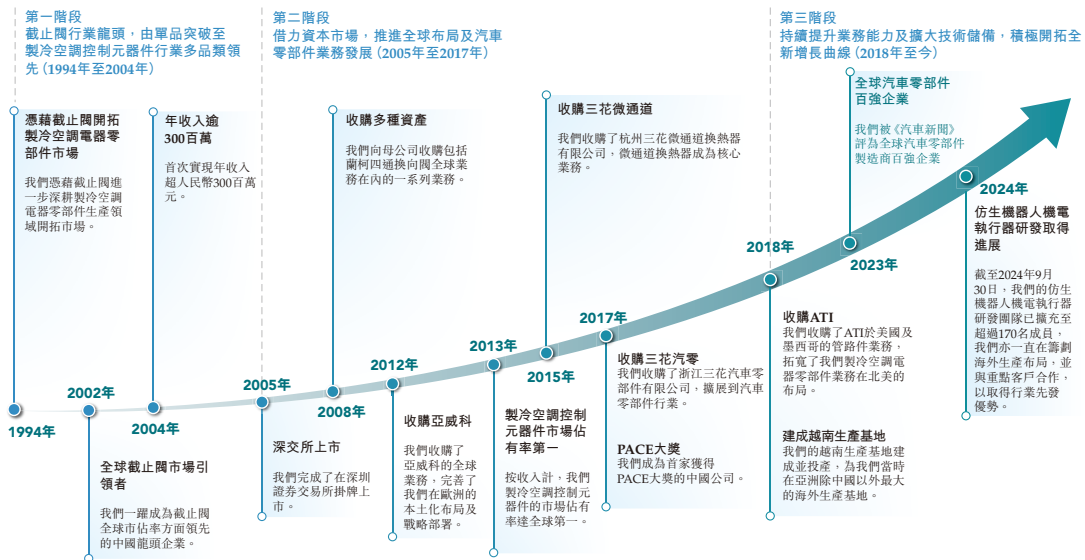 第一階段
截止閥行業龍頭，由單品突破至
製冷空調控制元器件行業多品類領
先 (1994年至2004年)
第二階段
借力資本市場，推進全球布局及汽車
零部件業務發展 (2005年至2017年)
第三階段
持續提升業務能力及擴大技術儲備，積極開拓全
新增長曲線 (2018年至今)
憑藉截止閥開拓
製冷空調電器零
部件市場
我們憑藉截止閥進
一步深耕製冷空調
電器零部件生產領
域開拓市場。
1994年
2002年
全球截止閥市場引
領者
我們一躍成為截止閥
全球市佔率方面領先
的中國龍頭企業。
年收入逾
300百萬
首次實現年收入
超人民幣300百萬
元。
2004年
2005年
深交所上市
我們完成了在深圳
證券交易所掛牌上
市。
收購多種資產
我們向母公司收購包括
蘭柯四通換向閥全球業
務在內的一系列業務。
2008年
2012年
收購亞威科
我們收購了
亞威科的全球
業務，完善了
我們在歐洲的
本土化布局及
戰略部署。
2013年
製冷空調控制
元器件市場佔
有率第一
按收入計，我們
製冷空調控制元
器件的市場佔有
率達全球第一。
收購三花微通道
我們收購了杭州三花微通道換熱器
有限公司，微通道換熱器成為核心
業務。
2015年
2017年
收購三花汽零
我們收購了浙江三花汽車零
部件有限公司，擴展到汽車
零部件行業。
PACE大獎
我們成為首家獲得
PACE大獎的中國公司。
2018年
收購ATI
我們收購了ATI於美國及
墨西哥的管路件業務，
拓寬了我們製冷空調電
器零部件業務在北美的
布局。
建成越南生產基地
我們的越南生產基地建
成並投產，為我們當時
在亞洲除中國以外最大
的海外生產基地。
全球汽車零部件
百強企業
我們被《汽車新聞》
評為全球汽車零部件
製造商百強企業
2023年
2024年
仿生機器人機電
執行器研發取得
進展
截至2024年9月
30日，我們的仿生
機器人機電執行器
研發團隊已擴充至
超過170名成員，
我們亦一直在籌劃
海外生產布局，並
與重點客戶合作，
以取得行業先發
優勢。